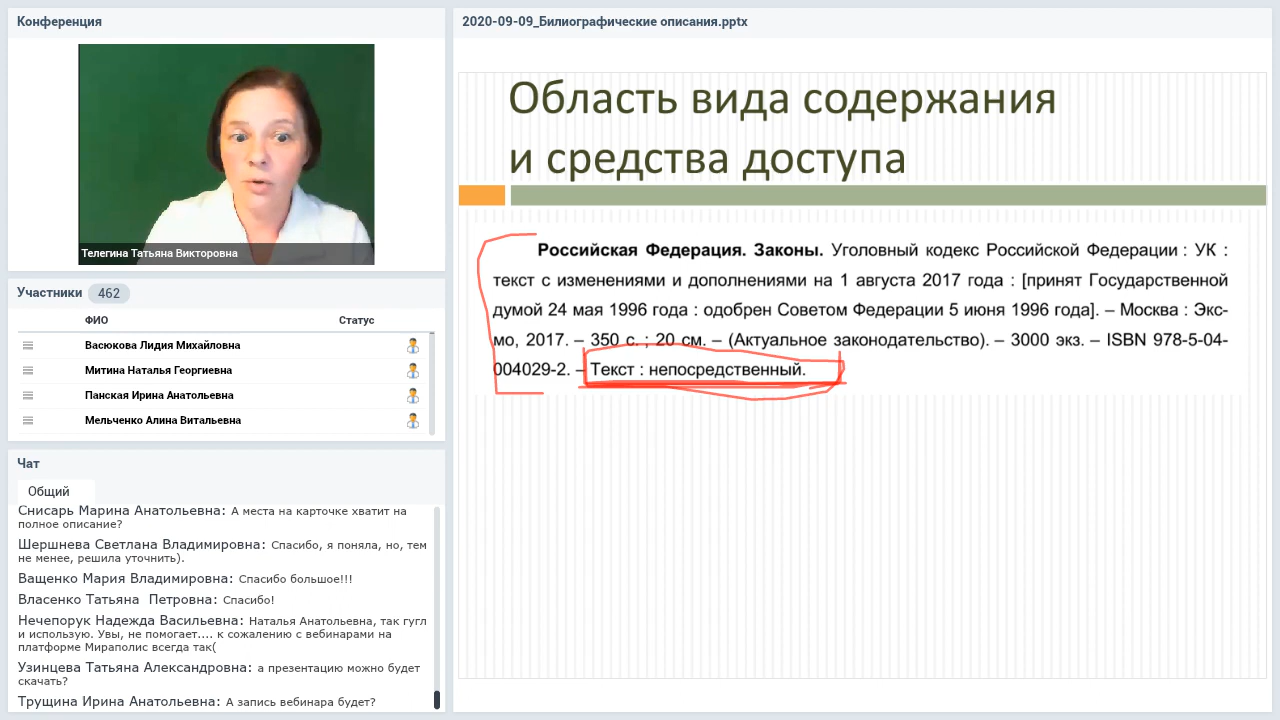 Конференция
Телегина Татьяна Викторовна
Участники 462
ФИО Статус
Васюкова Лидия Михайловна
Митина Наталья Георгиевна
Панская Ирина Анатольевна
Мельченко Алина Витальевна
Чат
Общий
Снисарь Марина Анатольевна: А места на карточке хватит на
полное описание?
Шершнева Светлана Владимировна: Спасибо, я поняла, но, тем
не менее, решила уточнить).
Ващенко Мария Владимировна: Спасибо большое!!!
Власенко Татьяна Петровна: Спасибо!
Нечепорук Надежда Васильевна: Наталья Анатольевна, так гугл
и использую. Увы, не помогает.... к сожалению с вебинарами на
платформе Мираполис всегда так(
Узинцева Татьяна Александровна: а презентацию можно будет
скачать?
Трущина Ирина Анатольевна: А запись вебинара будет?
2020-09-09_Билиографические описания.pptx
Область вида содержания
и средства доступа
Российская Федерация. Законы. Уголовный кодекс Российской Федерации : УК :
текст с изменениями и дополнениями на 1 августа 2017 года : [принят Государственной
думой 24 мая 1996 года : одобрен Советом Федерации 5 июня 1996 года]. – Москва : Экс-
мо, 2017. – 350 с. ; 20 см. – (Актуальное законодательство). – 3000 экз. – ISBN 978-5-04-
004029-2. – Текст : непосредственный.